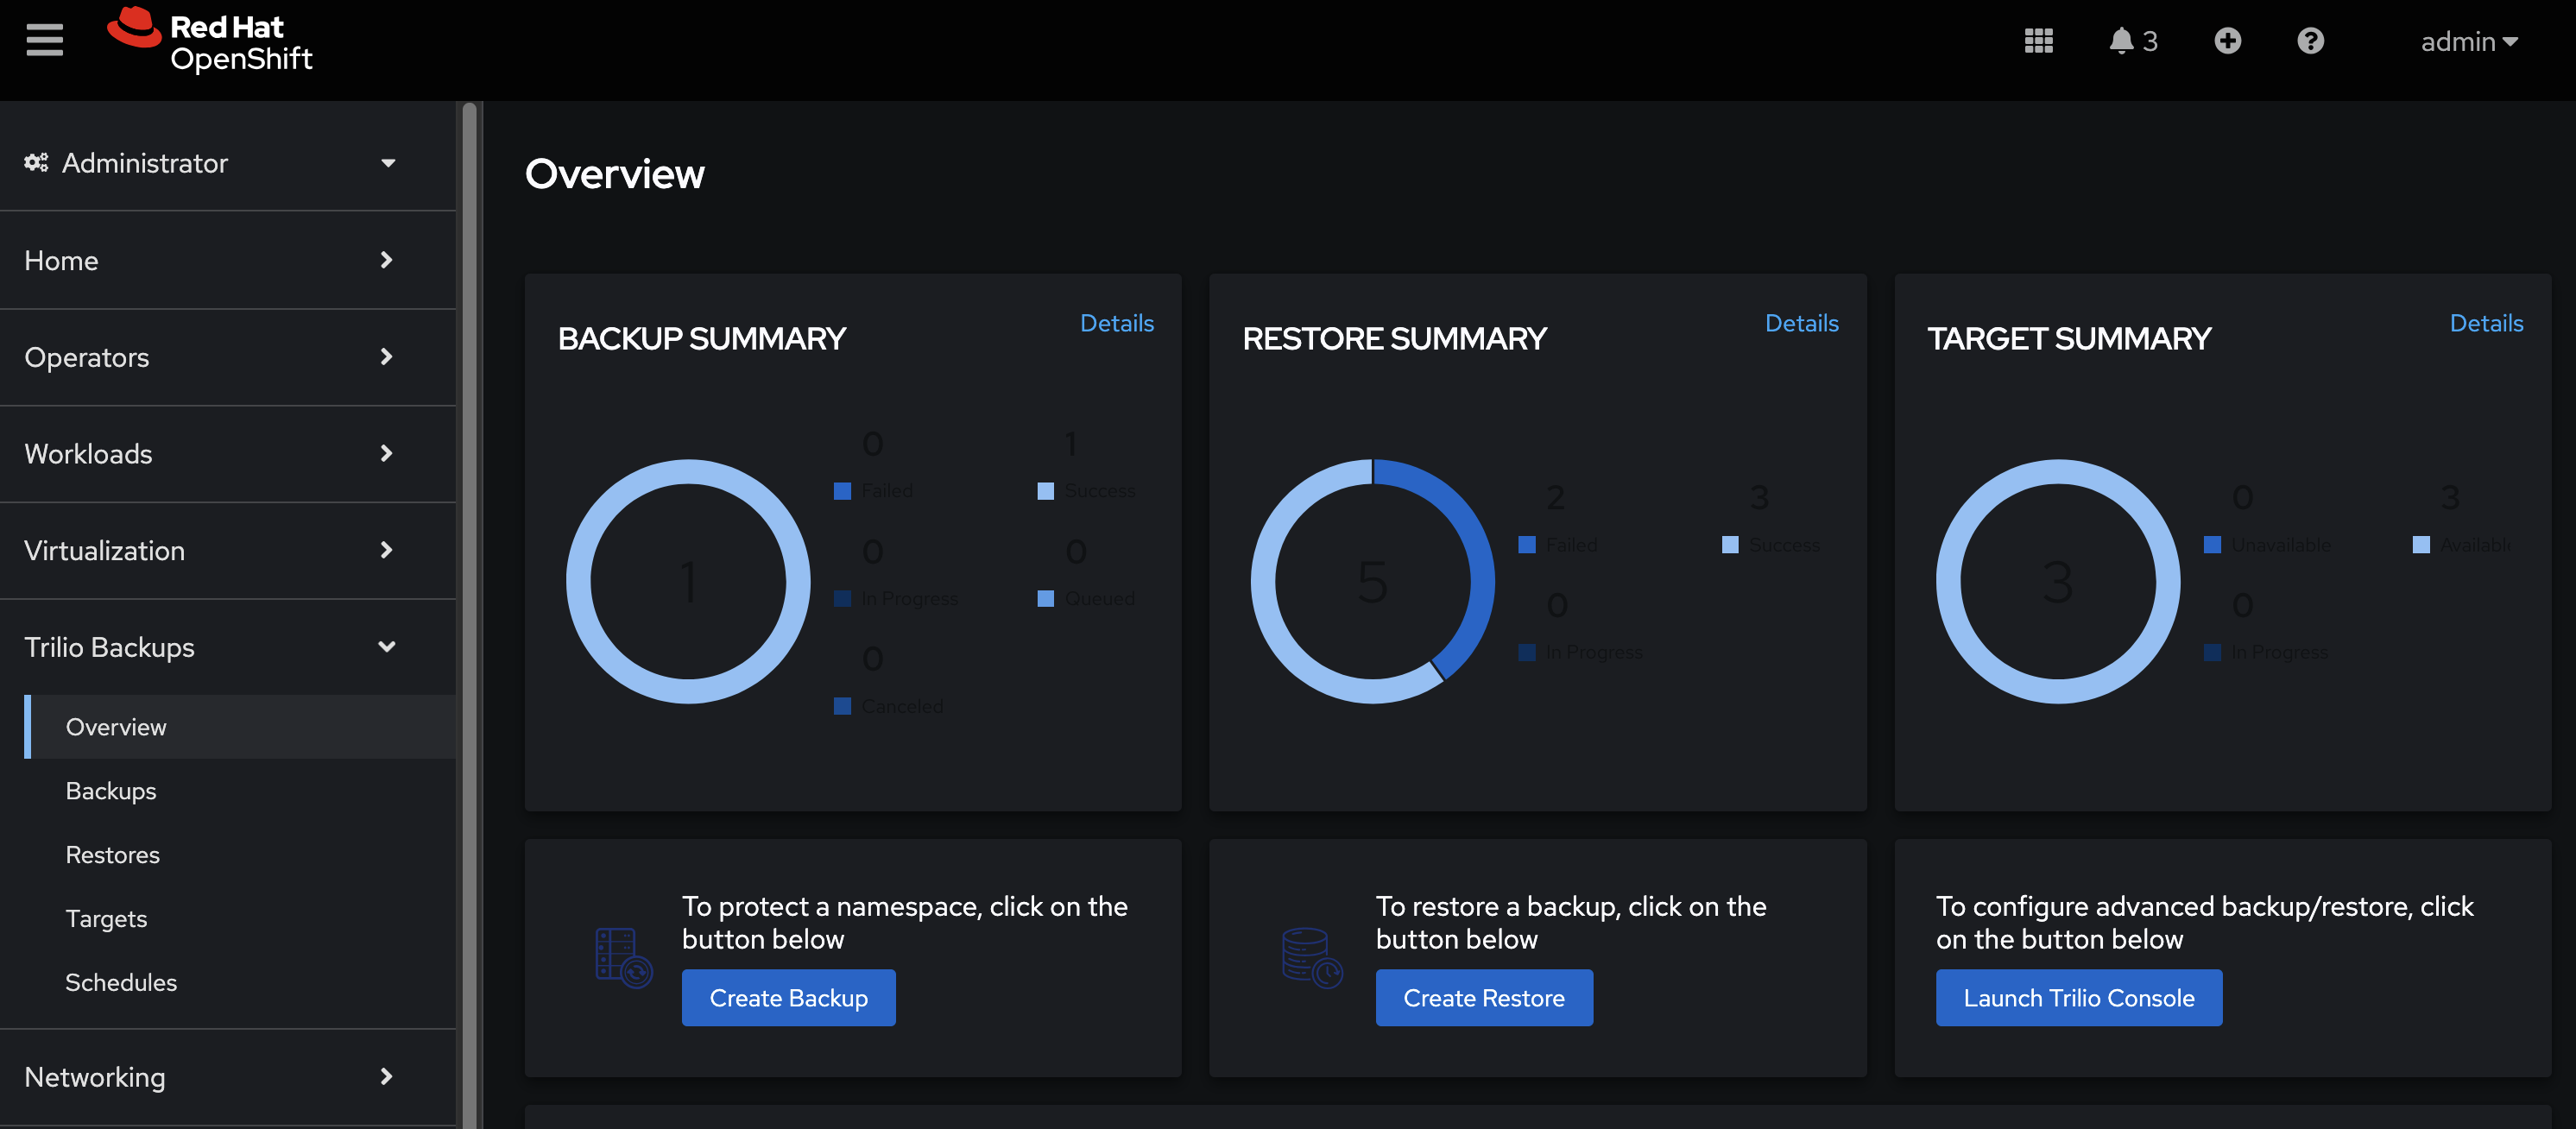 Red Hat
OpenShift
3
admin
Administrator
Home
Operators
Workloads
Virtualization
Trilio Backups
Overview
Backups
Restores
Targets
Schedules
Networking
Overview
BACKUP SUMMARY
Details
1
0
Failed
1
Success
0
In Progress
0
Queued
0
Canceled
RESTORE SUMMARY
Details
5
2
Failed
3
Success
0
In Progress
TARGET SUMMARY
Details
3
0
Unavailable
3
Availabl
0
In Progress
To protect a namespace, click on the
button below
Create Backup
To restore a backup, click on the
button below
Create Restore
To configure advanced backup/restore, click
on the button below
Launch Trilio Console